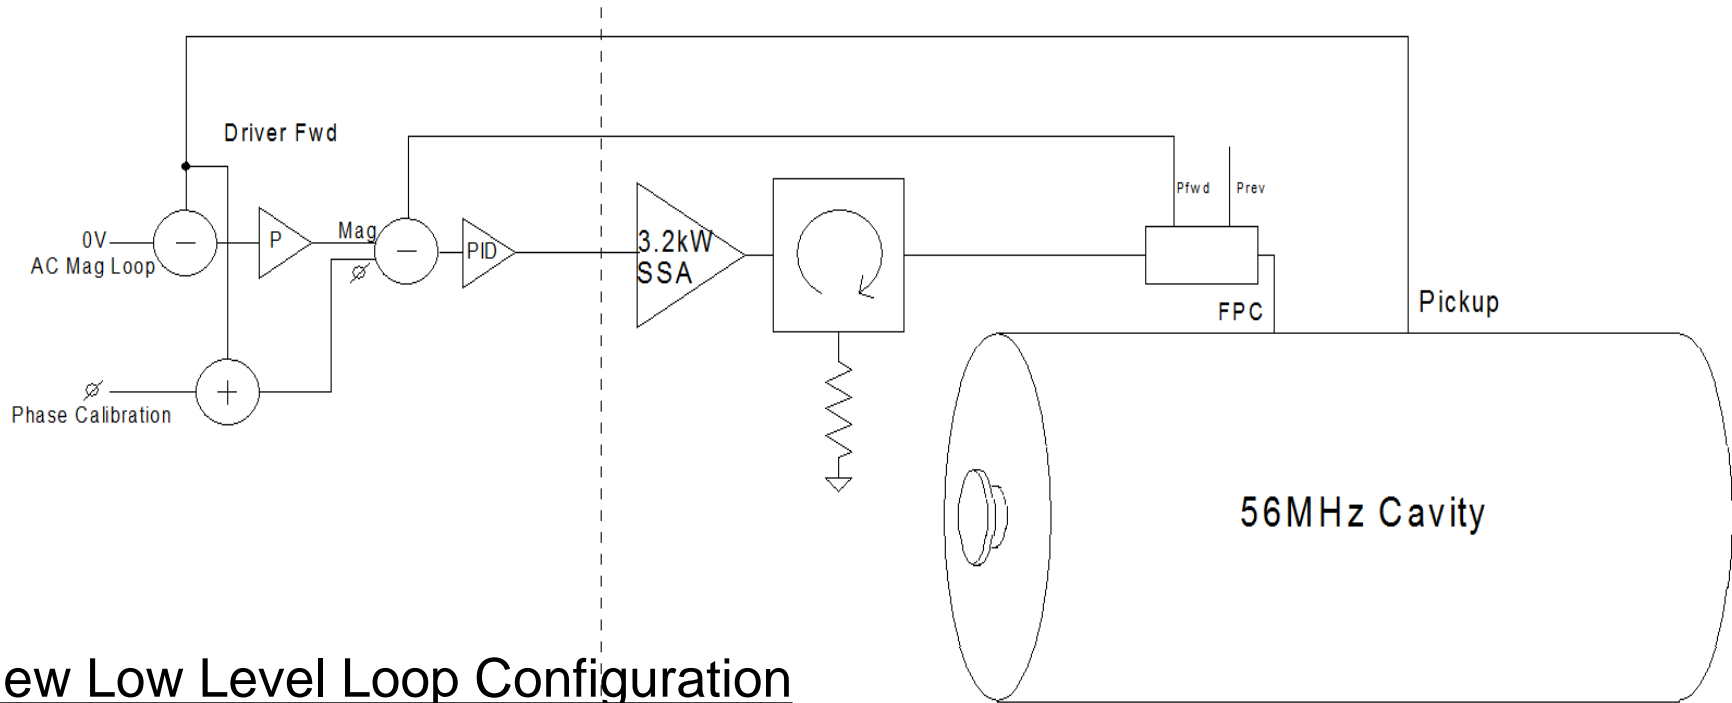 Driver Fwd
Pfwd Prev
0V
AC Mag Loop
−
P
Mag
ø
−
PID
3.2kW
SSA
FPC
Pickup
ø
Phase Calibration
+
56MHz Cavity
ew Low Level Loop Configuration